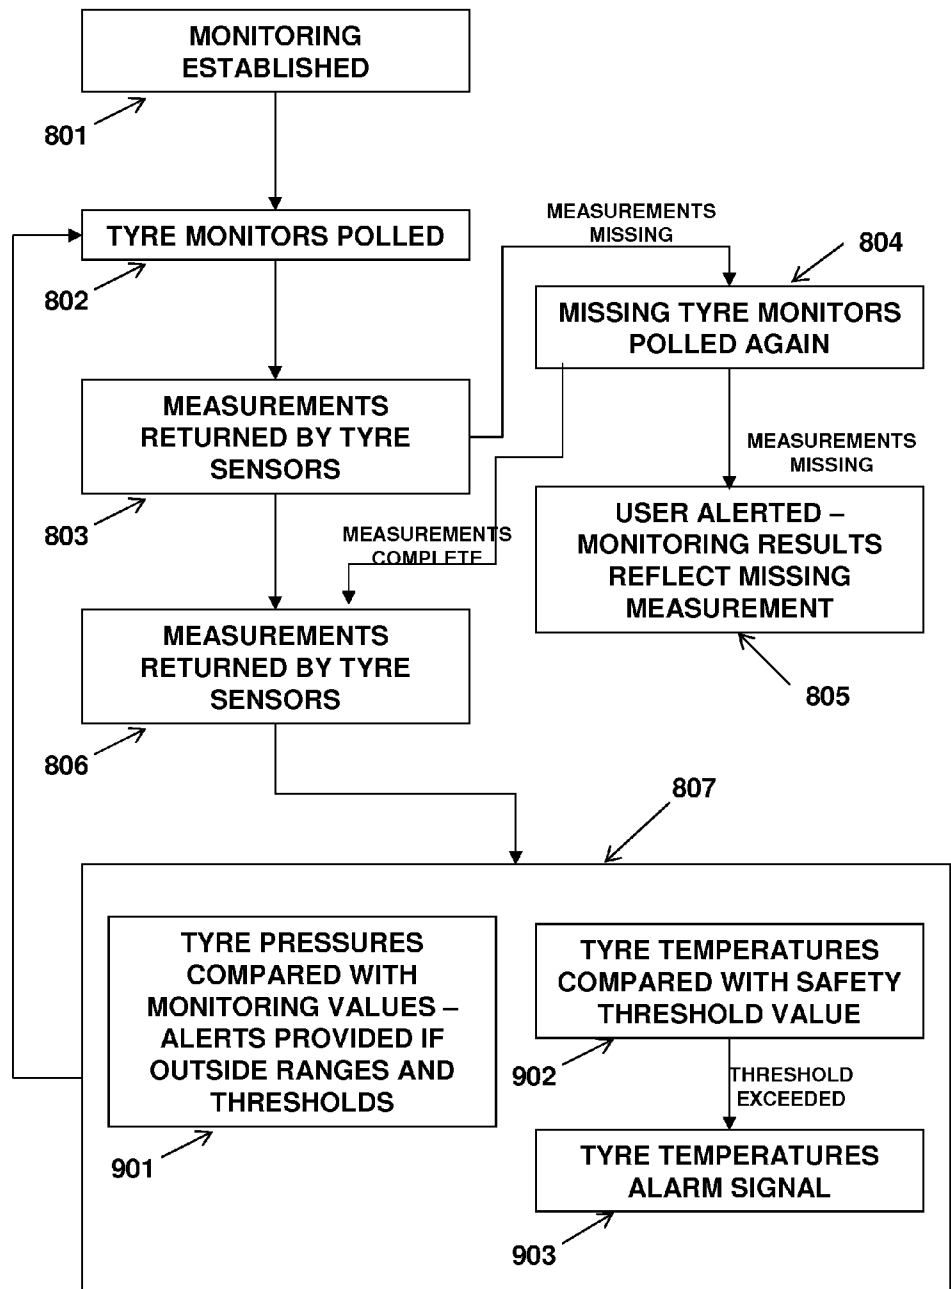 MONITORING
ESTABLISHED
801
TYRE MONITORS POLLED
802
MEASUREMENTS
MISSING
804
MISSING TYRE MONITORS
POLLED AGAIN
MEASUREMENTS
RETURNED BY TYRE
SENSORS
803
MEASUREMENTS
MISSING
USER ALERTED –
MONITORING RESULTS
REFLECT MISSING
MEASUREMENT
805
MEASUREMENTS
COMPLETE
MEASUREMENTS
RETURNED BY TYRE
SENSORS
806
807
TYRE PRESSURES
COMPARED WITH
MONITORING VALUES –
ALERTS PROVIDED IF
OUTSIDE RANGES AND
THRESHOLDS
901
TYRE TEMPERATURES
COMPARED WITH SAFETY
THRESHOLD VALUE
902
THRESHOLD
EXCEEDED
TYRE TEMPERATURES
ALARM SIGNAL
903